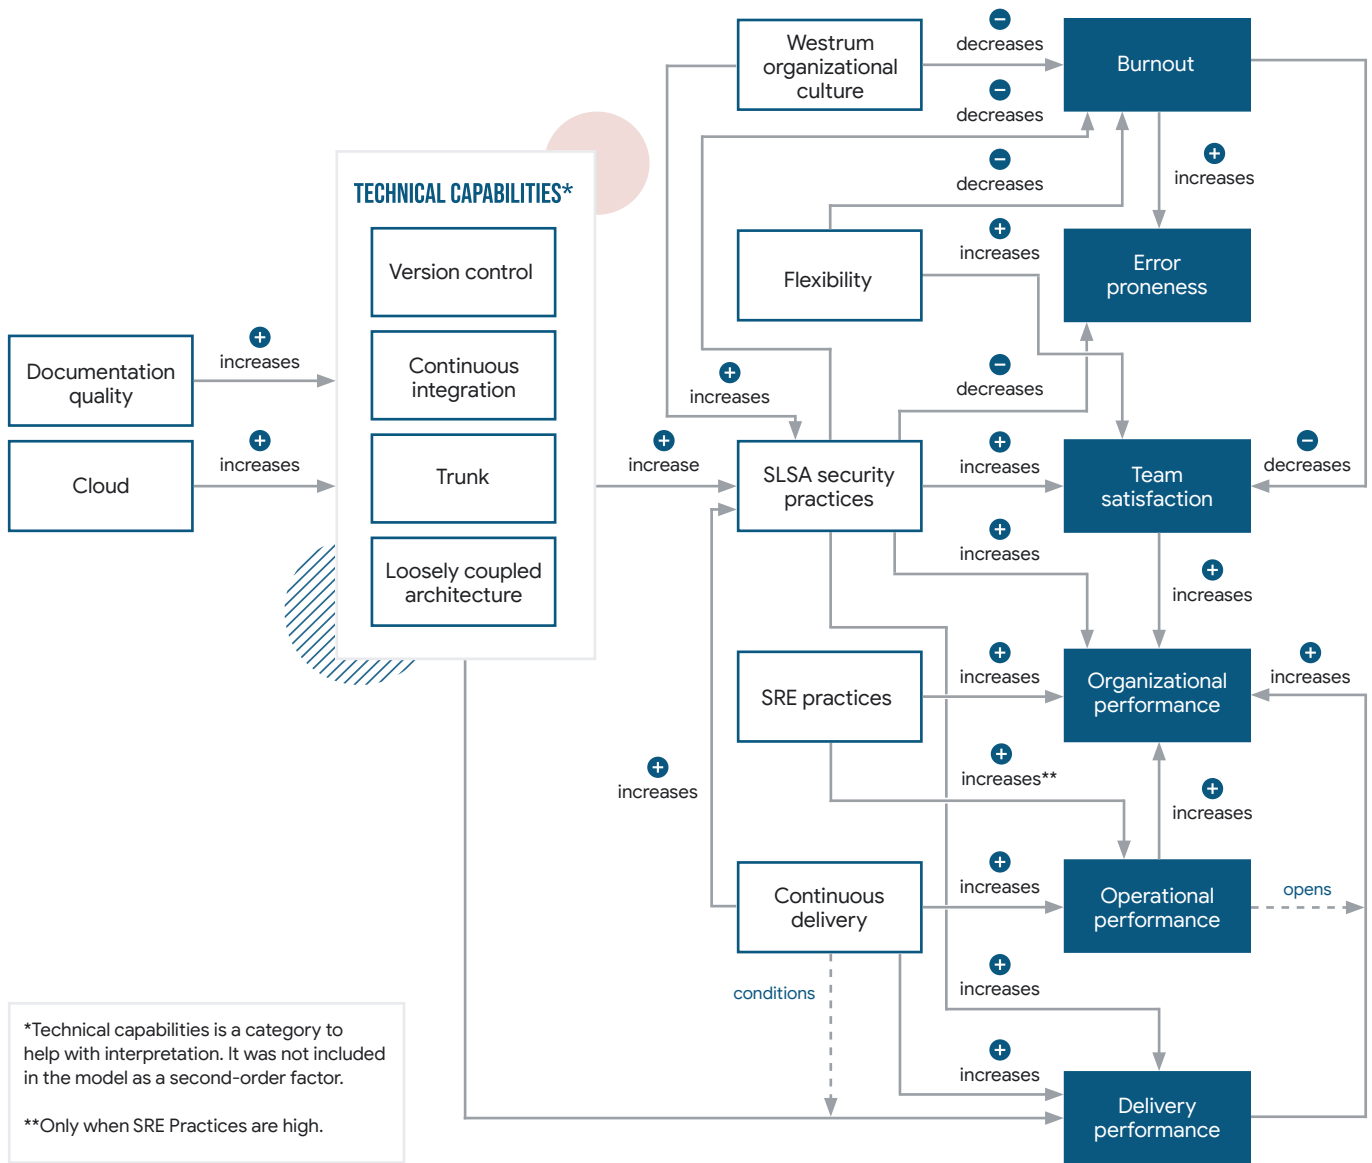 Westrum
organizational
culture
decreases
Burnout
decreases
decreases
increases
TECHNICAL CAPABILITIES*
Version control
Continuous
integration
Trunk
Loosely coupled
architecture
Flexibility
increases
Error
proneness
Documentation
quality
increases
Cloud
increases
increases
decreases
increase
SLSA security
practices
increases
Team
satisfaction
decreases
increases
increases
SRE practices
increases
Organizational
performance
increases
increases**
increases
increases
Continuous
delivery
increases
Operational
performance
opens
conditions
increases
increases
Delivery
performance
*Technical capabilities is a category to
help with interpretation. It was not included
in the model as a second-order factor.
**Only when SRE Practices are high.